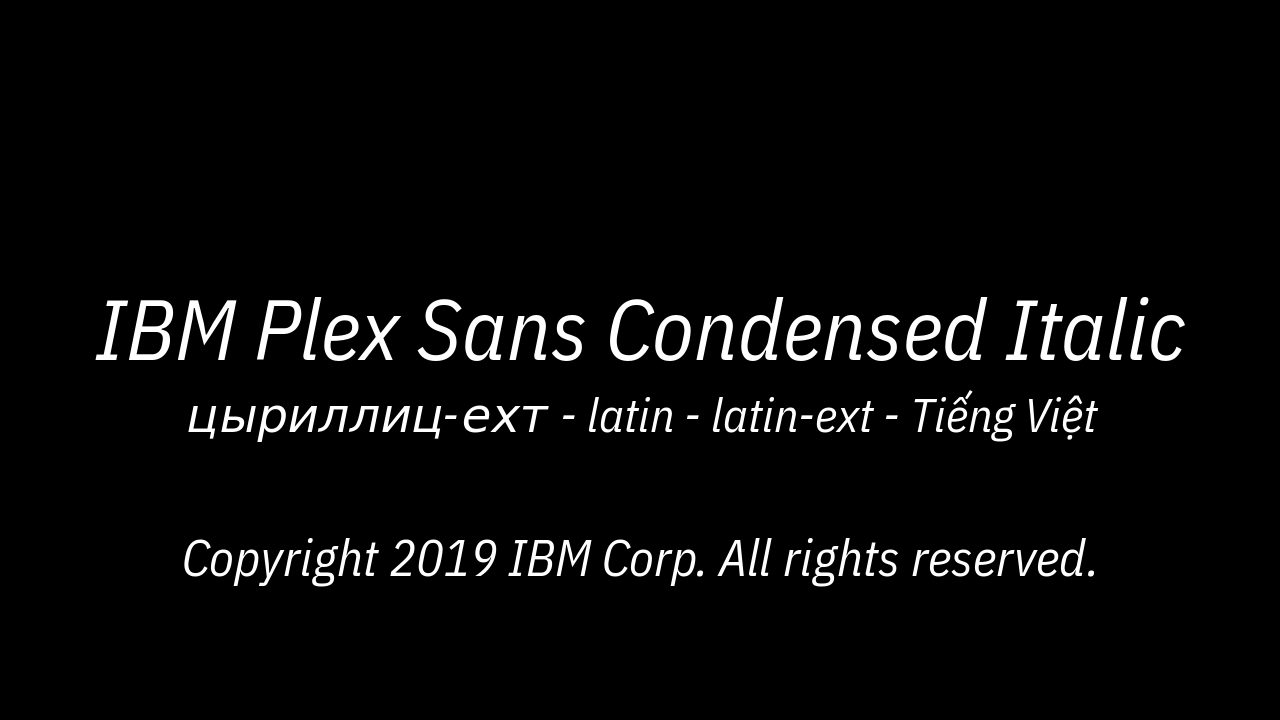 IBM Plex Sans Condensed Italic
цыриллиц-ехт - latin - latin-ext - Tiếng Việt
Copyright 2019 IBM Corp. All rights reserved.